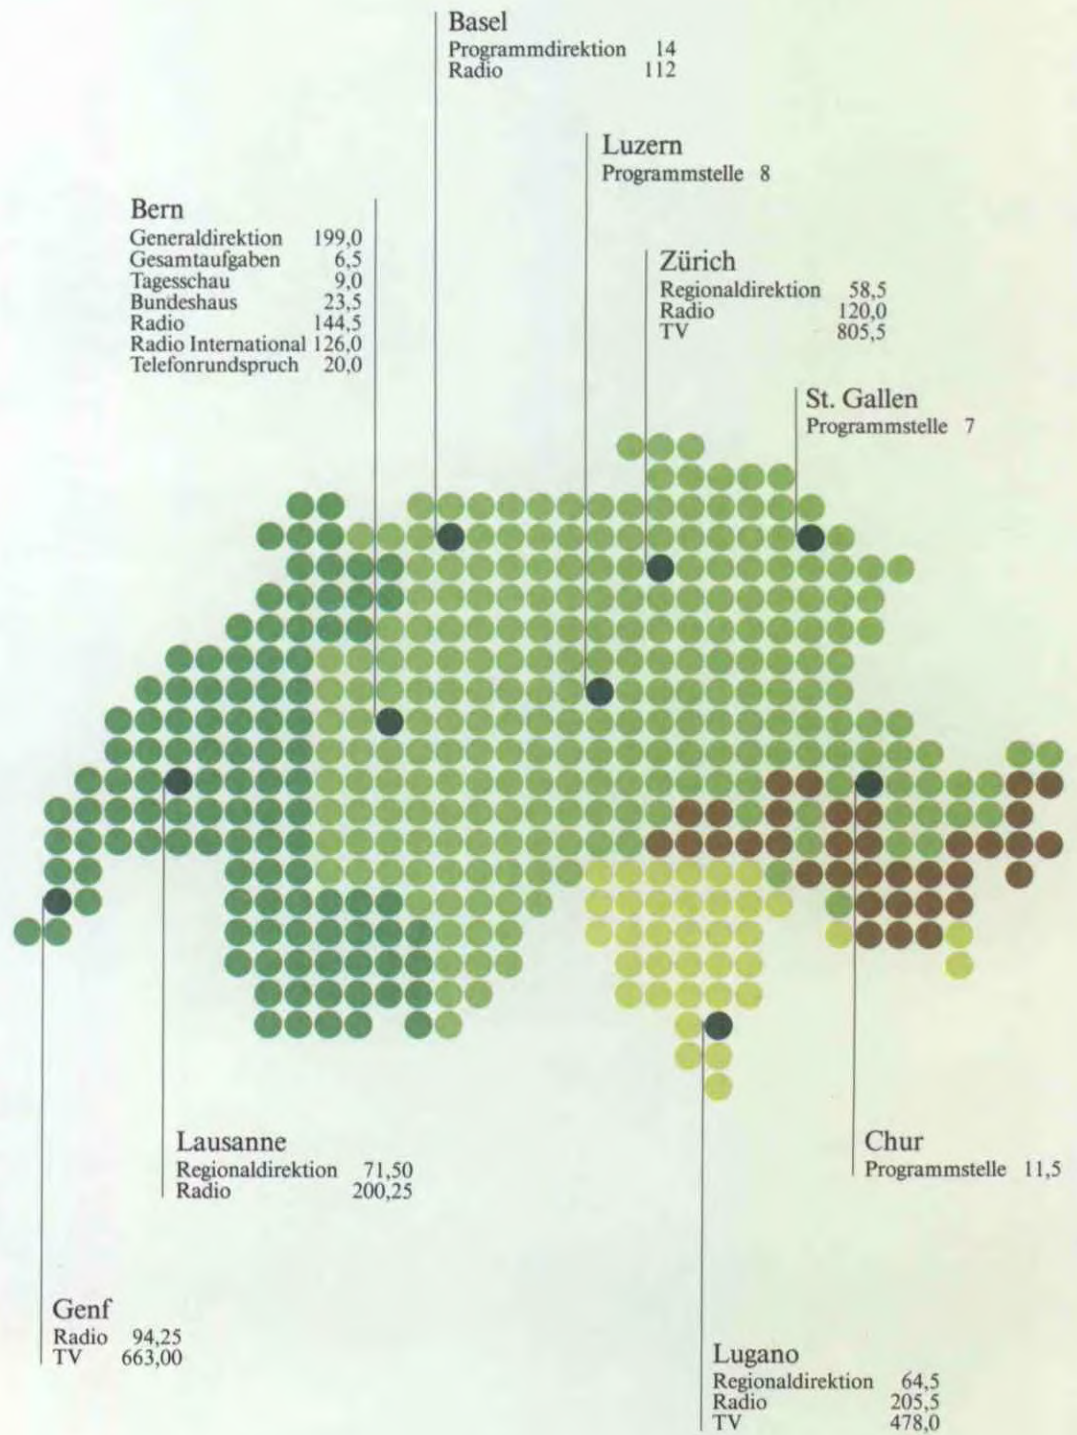 Basel
Programmdirektion 14
Radio 112
Luzern
Programmstelle 8
Bern
Generaldirektion 199,0
Gesamtaufgaben 6,5
Tagesschau 9,0
Bundeshaus 23,5
Radio 144,5
Radio International 126,0
Telefonrundspruch 20,0
Zürich
Regionaldirektion 58,5
Radio 120,0
TV 805,5
St. Gallen
Programmstelle 7
Lausanne
Regionaldirektion 71,50
Radio 200,25
Chur
Programmstelle 11,5
Genf
Radio 94,25
TV 663,00
Lugano
Regionaldirektion 64,5
Radio 205,5
TV 478,0